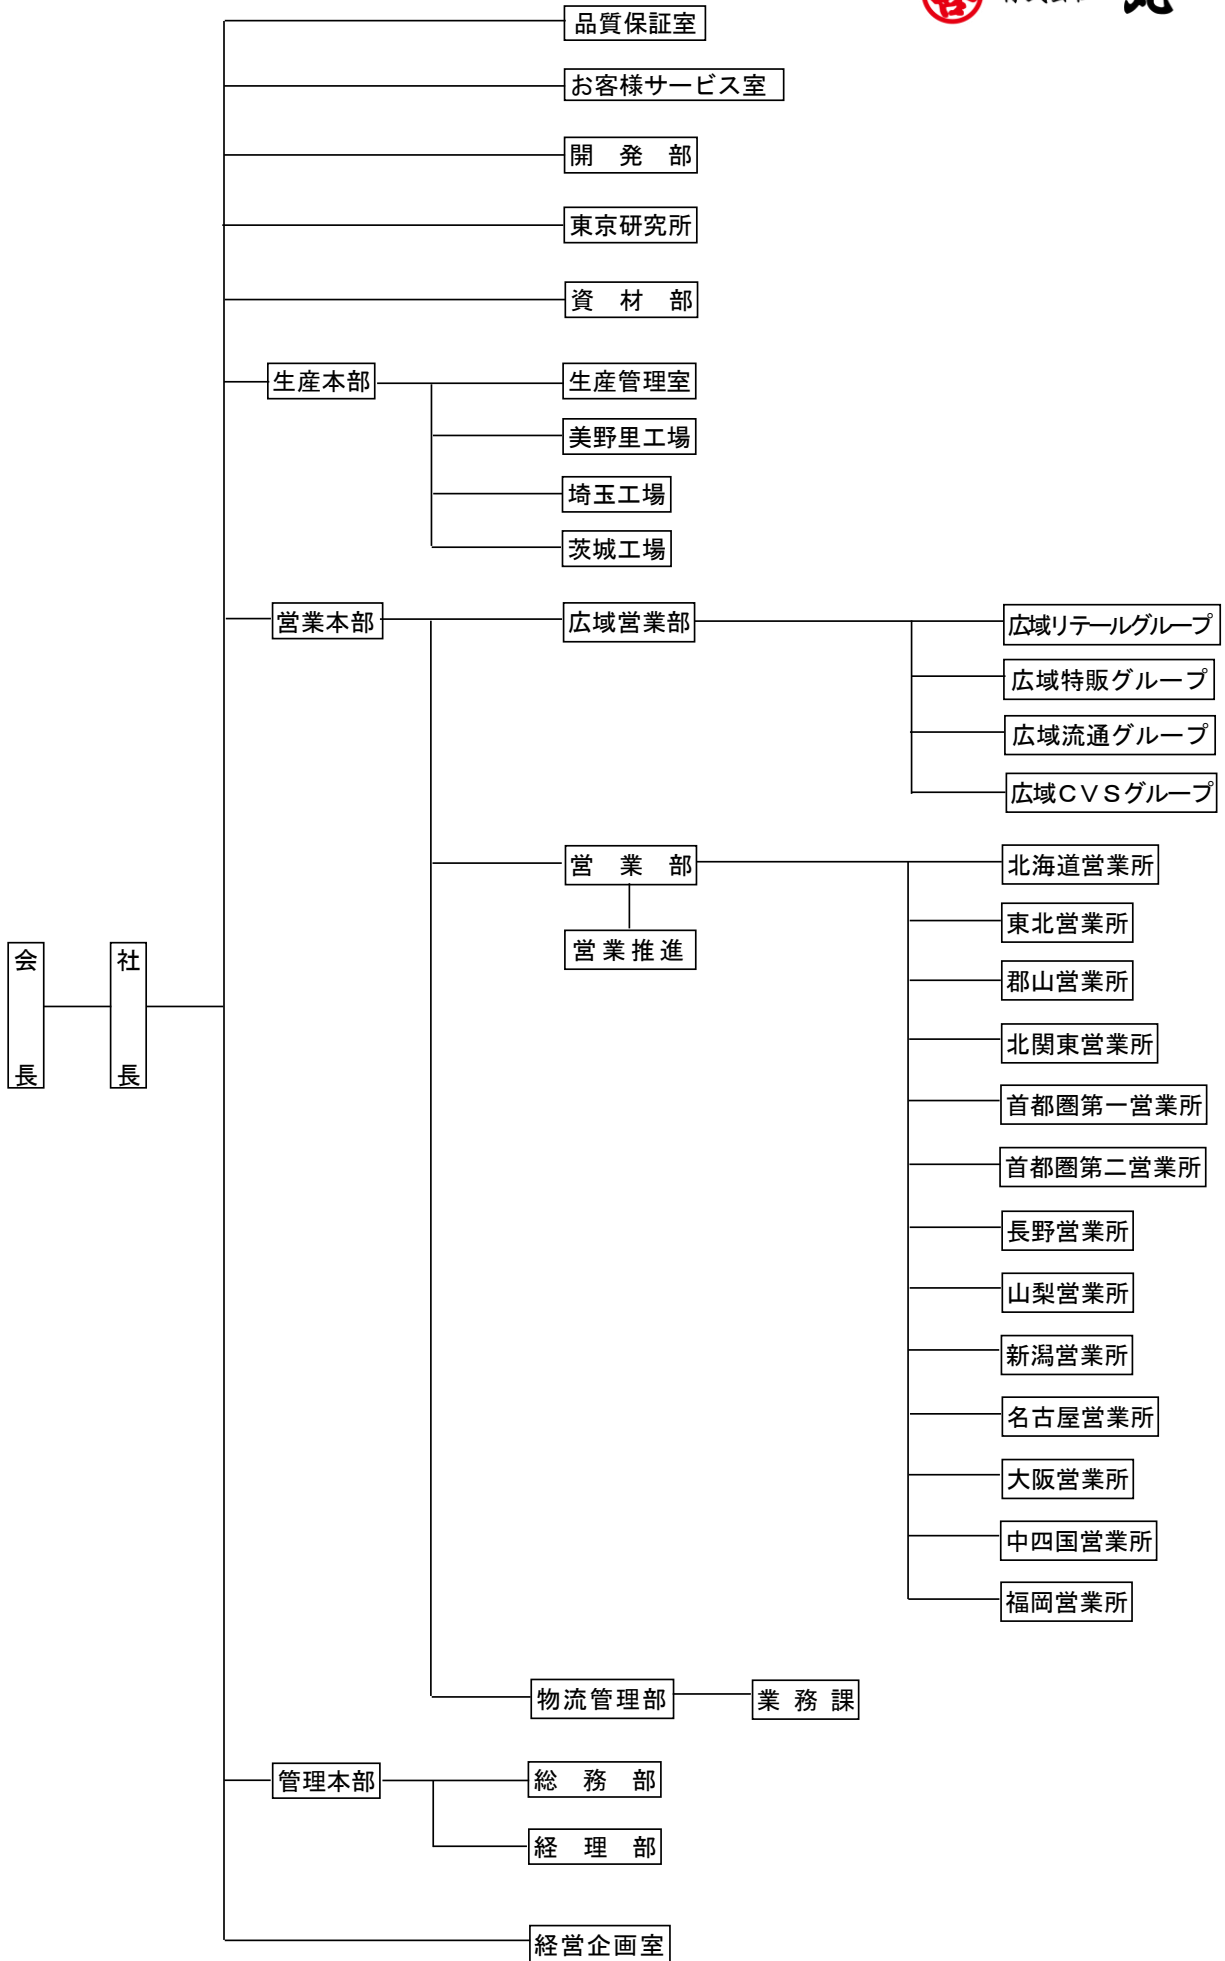 品質保証室
お客様サービス室
開　発　部
東京研究所
資　材　部
生産本部
生産管理室
美野里工場
埼玉工場
茨城工場
営業本部
広域営業部
広域リテールグループ
広域特販グループ
広域流通グループ
広域CVSグループ
営　業　部
営業推進
北海道営業所
東北営業所
郡山営業所
北関東営業所
首都圏第一営業所
首都圏第二営業所
長野営業所
山梨営業所
新潟営業所
名古屋営業所
大阪営業所
中四国営業所
福岡営業所
会長
社長
物流管理部
業務課
管理本部
総　務　部
経　理　部
経営企画室